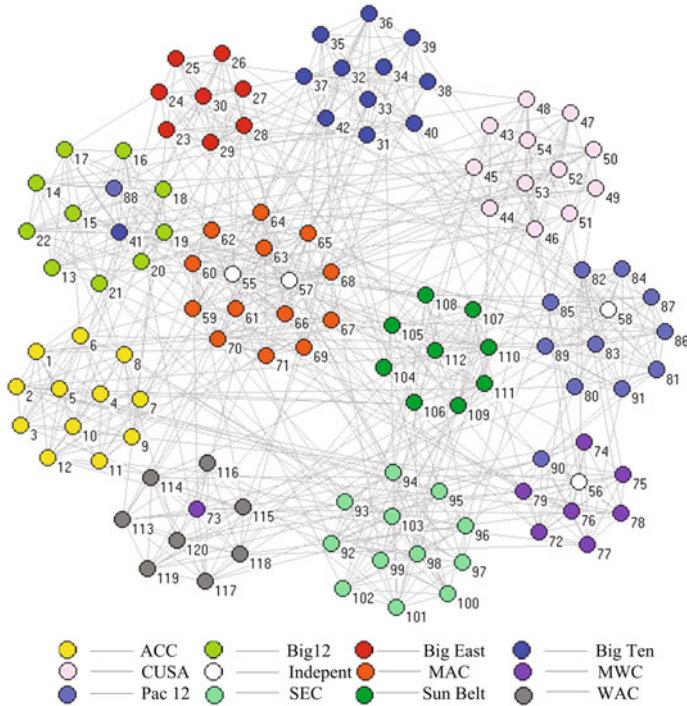 36
35 39
26
25 32 34
37 38
24 30 27 33 48
28 42 40 43 47
23 29 31 54
17 16 50
45 52
14 88 18 53 49
15 64 44 51
22 41 19 62 65 46
63
13 20 60 55 57 68 82 84
21 108 85 58 87
59 61 66 67 105 107 86
6 70 69 112 110 89 83
1 8 71 104 81
2 5 4 7 111 80 91
3 10 9 106 109
12 11 116 74
114 94 90 75
113 73 115 93 95 79 56
120 103 96 76 78
119 118 92 99 98 97 72 77
117 102 101 100
ACC Big12 Big East Big Ten
CUSA Indepent MAC MWC
Pac 12 SEC Sun Belt WAC